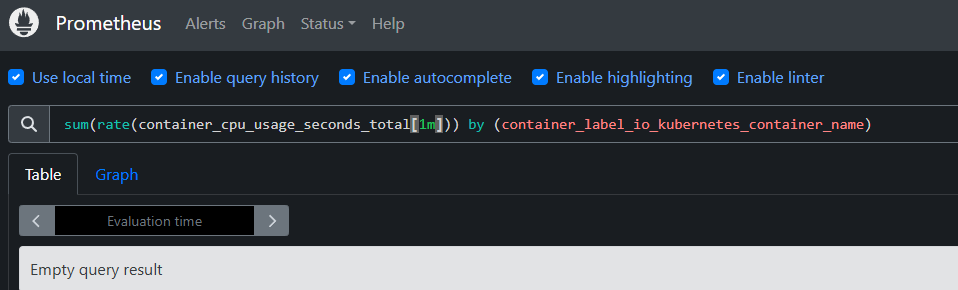 Prometheus Alerts Graph Status Help
Use local time Enable query history Enable autocomplete Enable highlighting Enable linter
sum(rate(container_cpu_usage_seconds_total[1m])) by (container_label_io_kubernetes_container_name)
Table Graph
Evaluation time
Empty query result